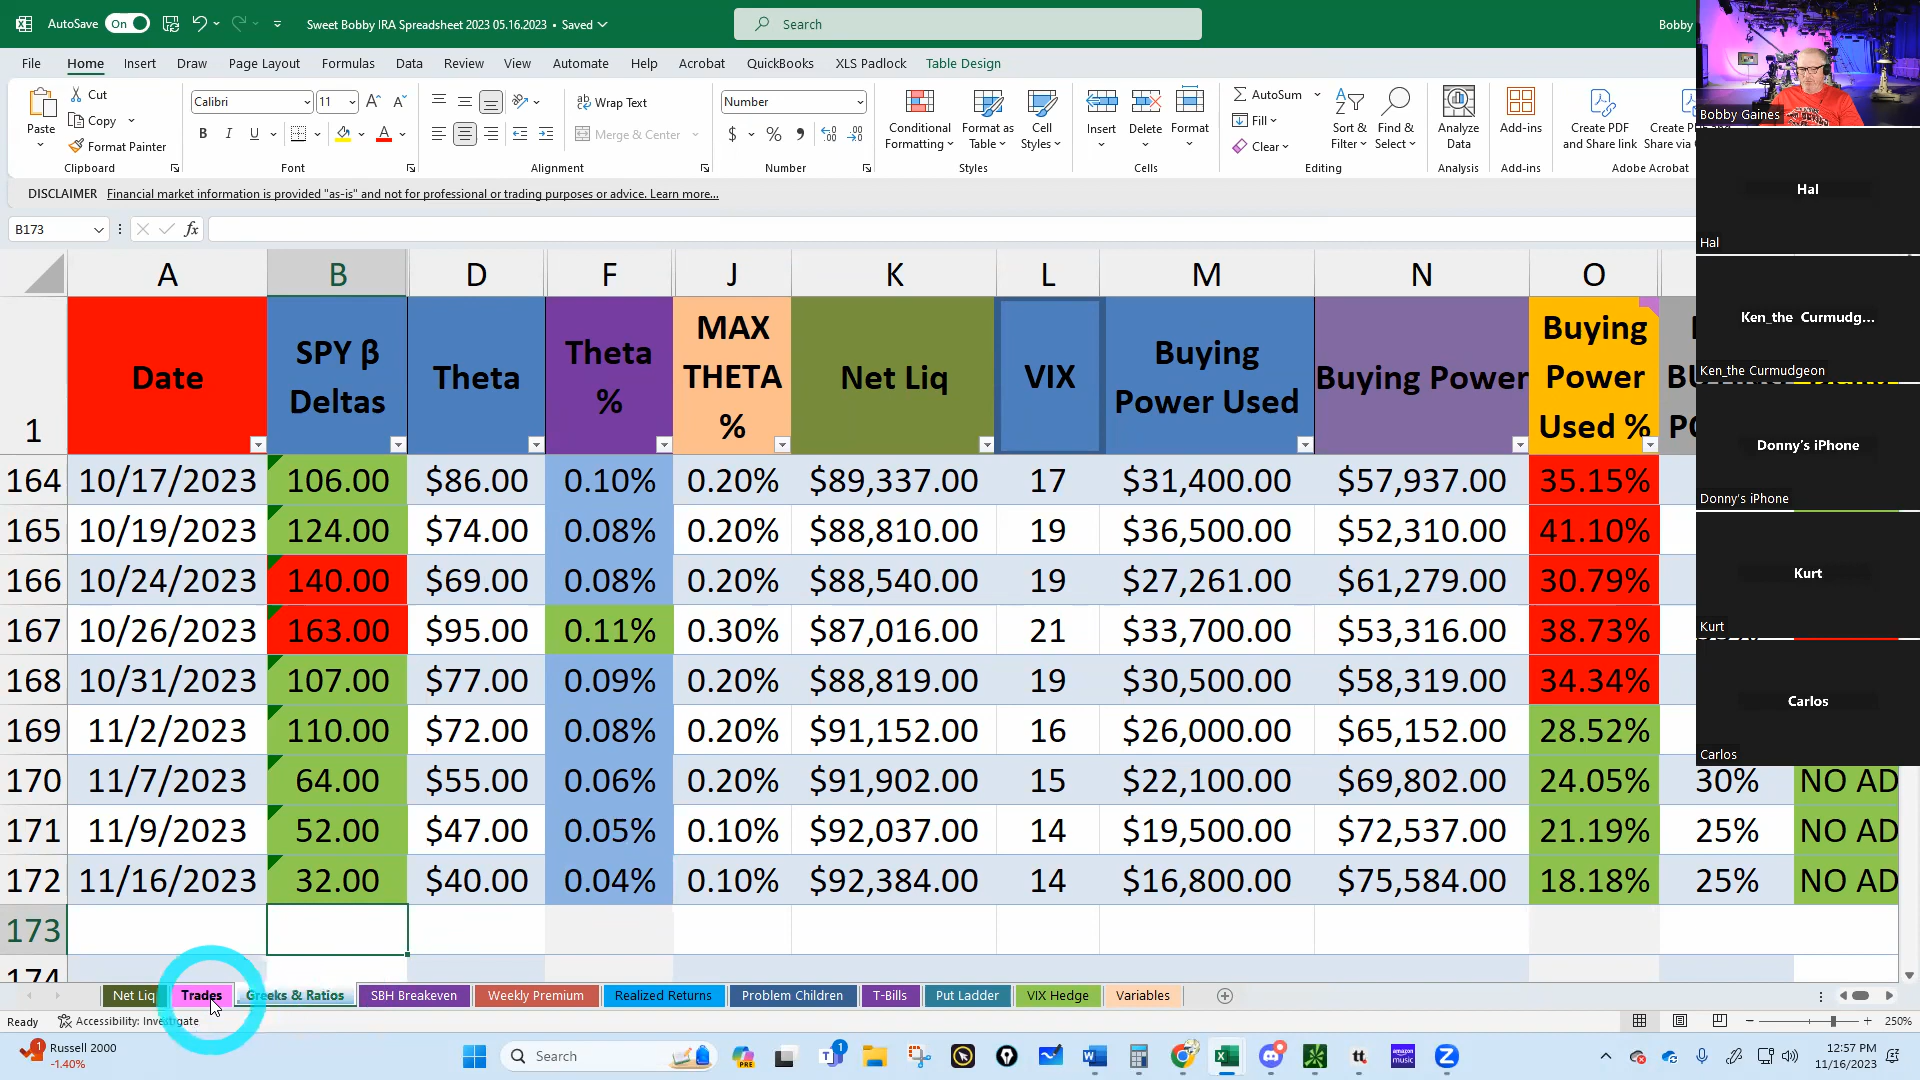 AutoSave On Sweet Bobby IRA Spreadsheet 2023 05.16.2023 • Saved Search Bobby
File Home Insert Draw Page Layout Formulas Data Review View Automate Help Acrobat QuickBooks XLS Padlock Table Design
Paste Cut Copy Format Painter Clipboard
Calibri 11 B I U A Font
Wrap Text Merge & Center Alignment
Number $ % , Number
Conditional Formatting Format as Table Cell Styles Styles
Insert Delete Format Cells
AutoSum Fill Clear Sort & Filter Find & Select Editing
Analyze Data Analysis Add-ins Add-ins
Create PDF and Share link Create Share via Adobe Acrobat
DISCLAIMER Financial market information is provided "as-is" and not for professional or trading purposes or advice. Learn more...
B173 fx
A B D F J K L M N O
1 Date SPY β Deltas Theta Theta % MAX THETA % Net Liq VIX Buying Power Used Buying Power Buying Power Used %
164 10/17/2023 106.00 $86.00 0.10% 0.20% $89,337.00 17 $31,400.00 $57,937.00 35.15%
165 10/19/2023 124.00 $74.00 0.08% 0.20% $88,810.00 19 $36,500.00 $52,310.00 41.10%
166 10/24/2023 140.00 $69.00 0.08% 0.20% $88,540.00 19 $27,261.00 $61,279.00 30.79%
167 10/26/2023 163.00 $95.00 0.11% 0.30% $87,016.00 21 $33,700.00 $53,316.00 38.73%
168 10/31/2023 107.00 $77.00 0.09% 0.20% $88,819.00 19 $30,500.00 $58,319.00 34.34%
169 11/2/2023 110.00 $72.00 0.08% 0.20% $91,152.00 16 $26,000.00 $65,152.00 28.52%
170 11/7/2023 64.00 $55.00 0.06% 0.20% $91,902.00 15 $22,100.00 $69,802.00 24.05% 30% NO AD
171 11/9/2023 52.00 $47.00 0.05% 0.10% $92,037.00 14 $19,500.00 $72,537.00 21.19% 25% NO AD
172 11/16/2023 32.00 $40.00 0.04% 0.10% $92,384.00 14 $16,800.00 $75,584.00 18.18% 25% NO AD
173
174
Net Liq Trades Greeks & Ratios SBH Breakeven Weekly Premium Realized Returns Problem Children T-Bills Put Ladder VIX Hedge Variables
Ready Accessibility: Investigate 250%
1 Russell 2000
-1.40%
Search PRE 1 tt amazon music 12:57 PM
11/16/2023
Bobby Gaines
Hal
Hal
Ken_the Curmudg...
Ken_the Curmudgeon
Donny's iPhone
Donny's iPhone
Kurt
Kurt
Carlos
Carlos